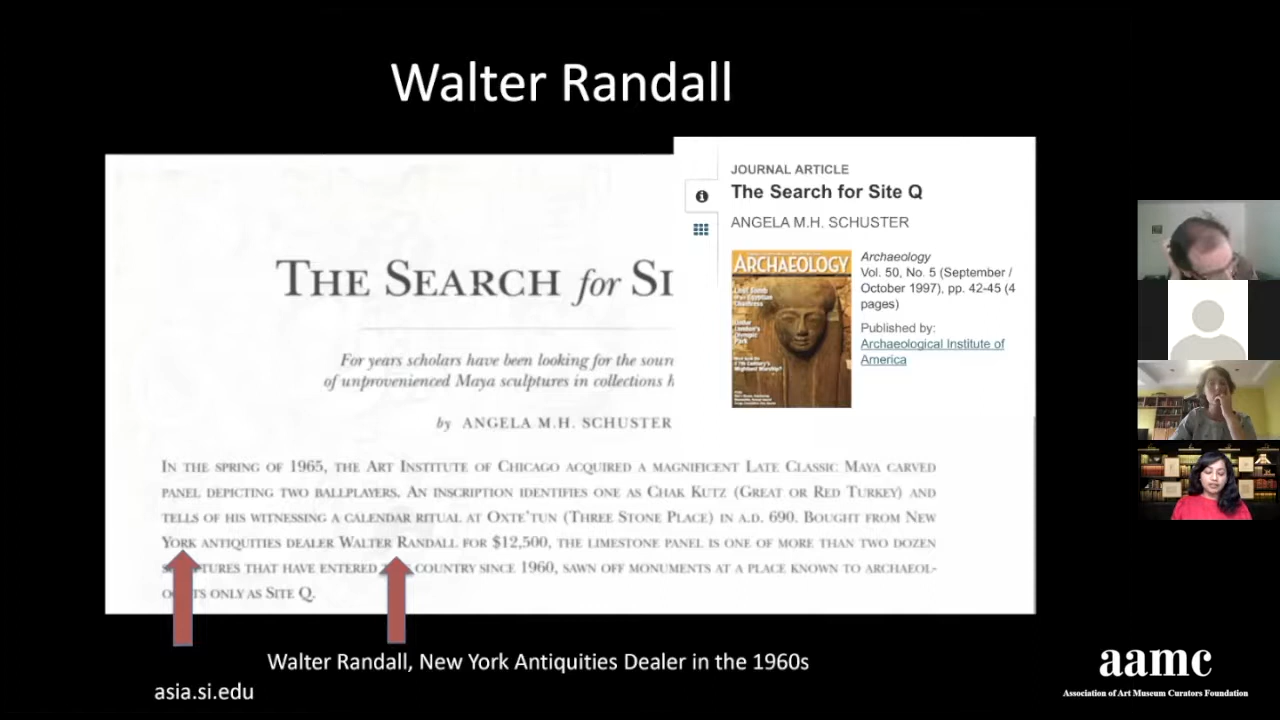 Walter Randall
THE SEARCH for SI
For years scholars have been looking for the sourc
of unprovenienced Maya sculptures in collections h
by ANGELA M.H. SCHUSTER
IN THE SPRING OF 1965, THE ART INSTITUTE OF CHICAGO ACQUIRED A MAGNIFICENT LATE CLASSIC MAYA CARVED
PANEL DEPICTING TWO BALLPLAYERS. AN INSCRIPTION IDENTIFIES ONE AS CHAK KUTZ (GREAT OR RED TURKEY) AND
TELLS OF HIS WITNESSING A CALENDAR RITUAL AT OXTE'TUN (THREE STONE PLACE) IN A.D. 690. BOUGHT FROM NEW
YORK ANTIQUITIES DEALER WALTER RANDALL FOR $12,500, THE LIMESTONE PANEL IS ONE OF MORE THAN TWO DOZEN
TURES THAT HAVE ENTERED COUNTRY SINCE 1960, SAWN OFF MONUMENTS AT A PLACE KNOWN TO ARCHAEOL-
TS ONLY AS SITE Q.
JOURNAL ARTICLE
The Search for Site Q
ANGELA M.H. SCHUSTER
ARCHAEOLOGY
Archaeology
Vol. 50, No. 5 (September /
October 1997), pp. 42-45 (4
pages)
Published by:
Archaeological Institute of
America
Walter Randall, New York Antiquities Dealer in the 1960s
asia.si.edu
aamc
Association of Art Museum Curators Foundation